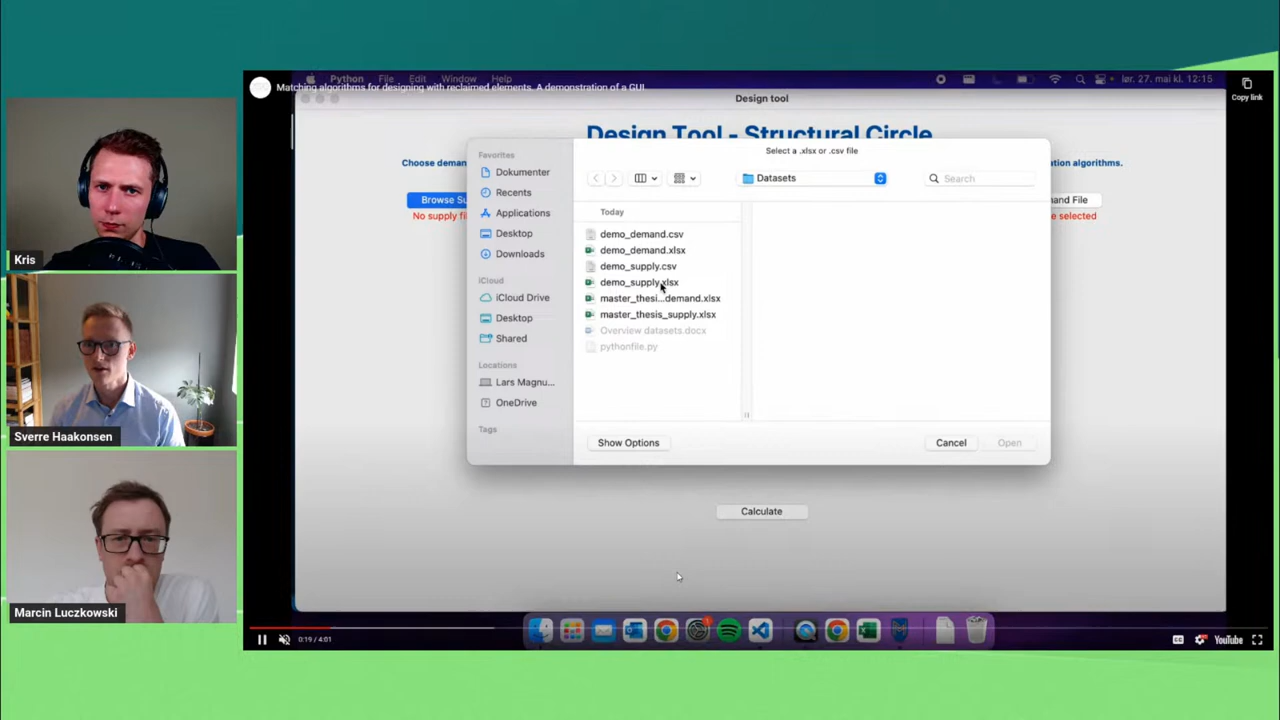 Python File Edit Window Help
lør. 27. mai kl. 12:15
Matching algorithms for designing with reclaimed elements. A demonstration of a GUI.
Copy link
Design tool
Design Tool - Structural Circle
Select a .xlsx or .csv file
Choose deman
ation algorithms.
Browse Su
No supply fil
and File
e selected
Favorites
Dokumenter
Recents
Applications
Desktop
Downloads
iCloud
iCloud Drive
Desktop
Shared
Locations
Lars Magnu...
OneDrive
Tags
Datasets
Search
Today
demo_demand.csv
demo_demand.xlsx
demo_supply.csv
demo_supply.xlsx
master_thesi...demand.xlsx
master_thesis_supply.xlsx
Overview datasets.docx
pythonfile.py
Show Options
Cancel
Open
Calculate
0:19 / 4:01
CC
YouTube
Kris
Sverre Haakonsen
Marcin Luczkowski